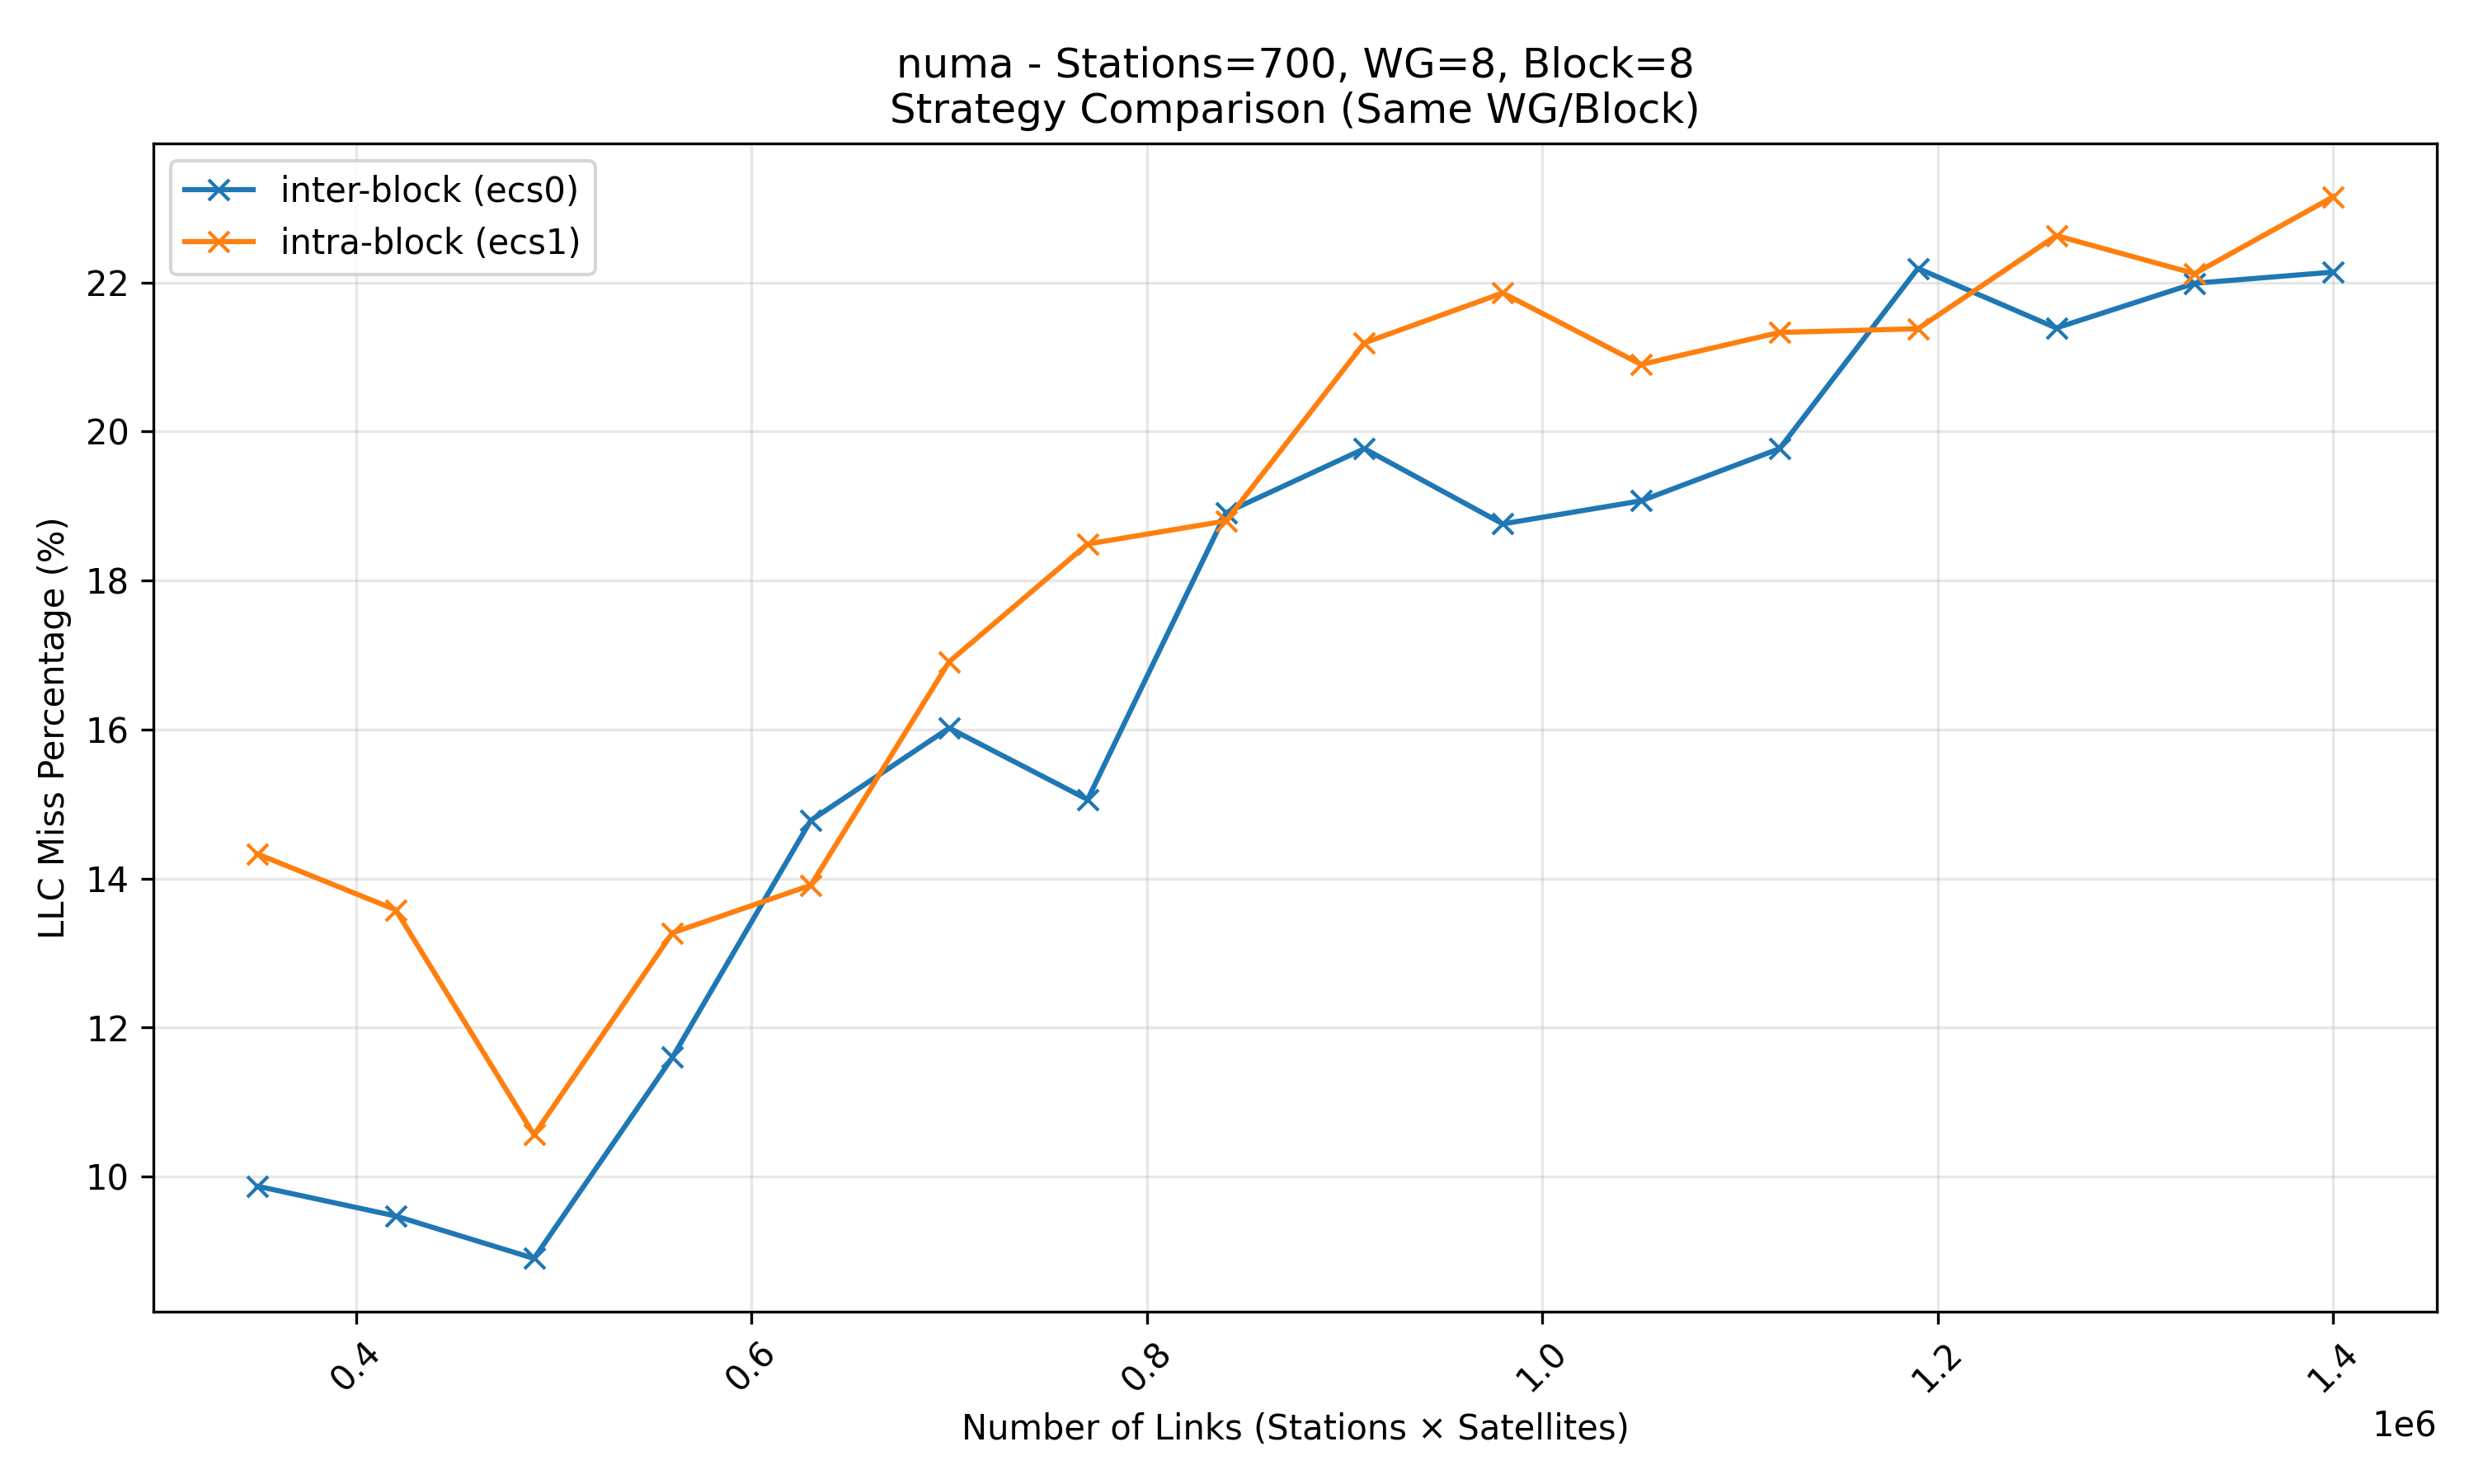 numa - Stations=700, WG=8, Block=8
Strategy Comparison (Same WG/Block)
inter-block (ecs0)
intra-block (ecs1)
LLC Miss Percentage (%)
22
20
18
16
14
12
10
0.4
0.6
0.8
1.0
1.2
1.4
1e6
Number of Links (Stations × Satellites)